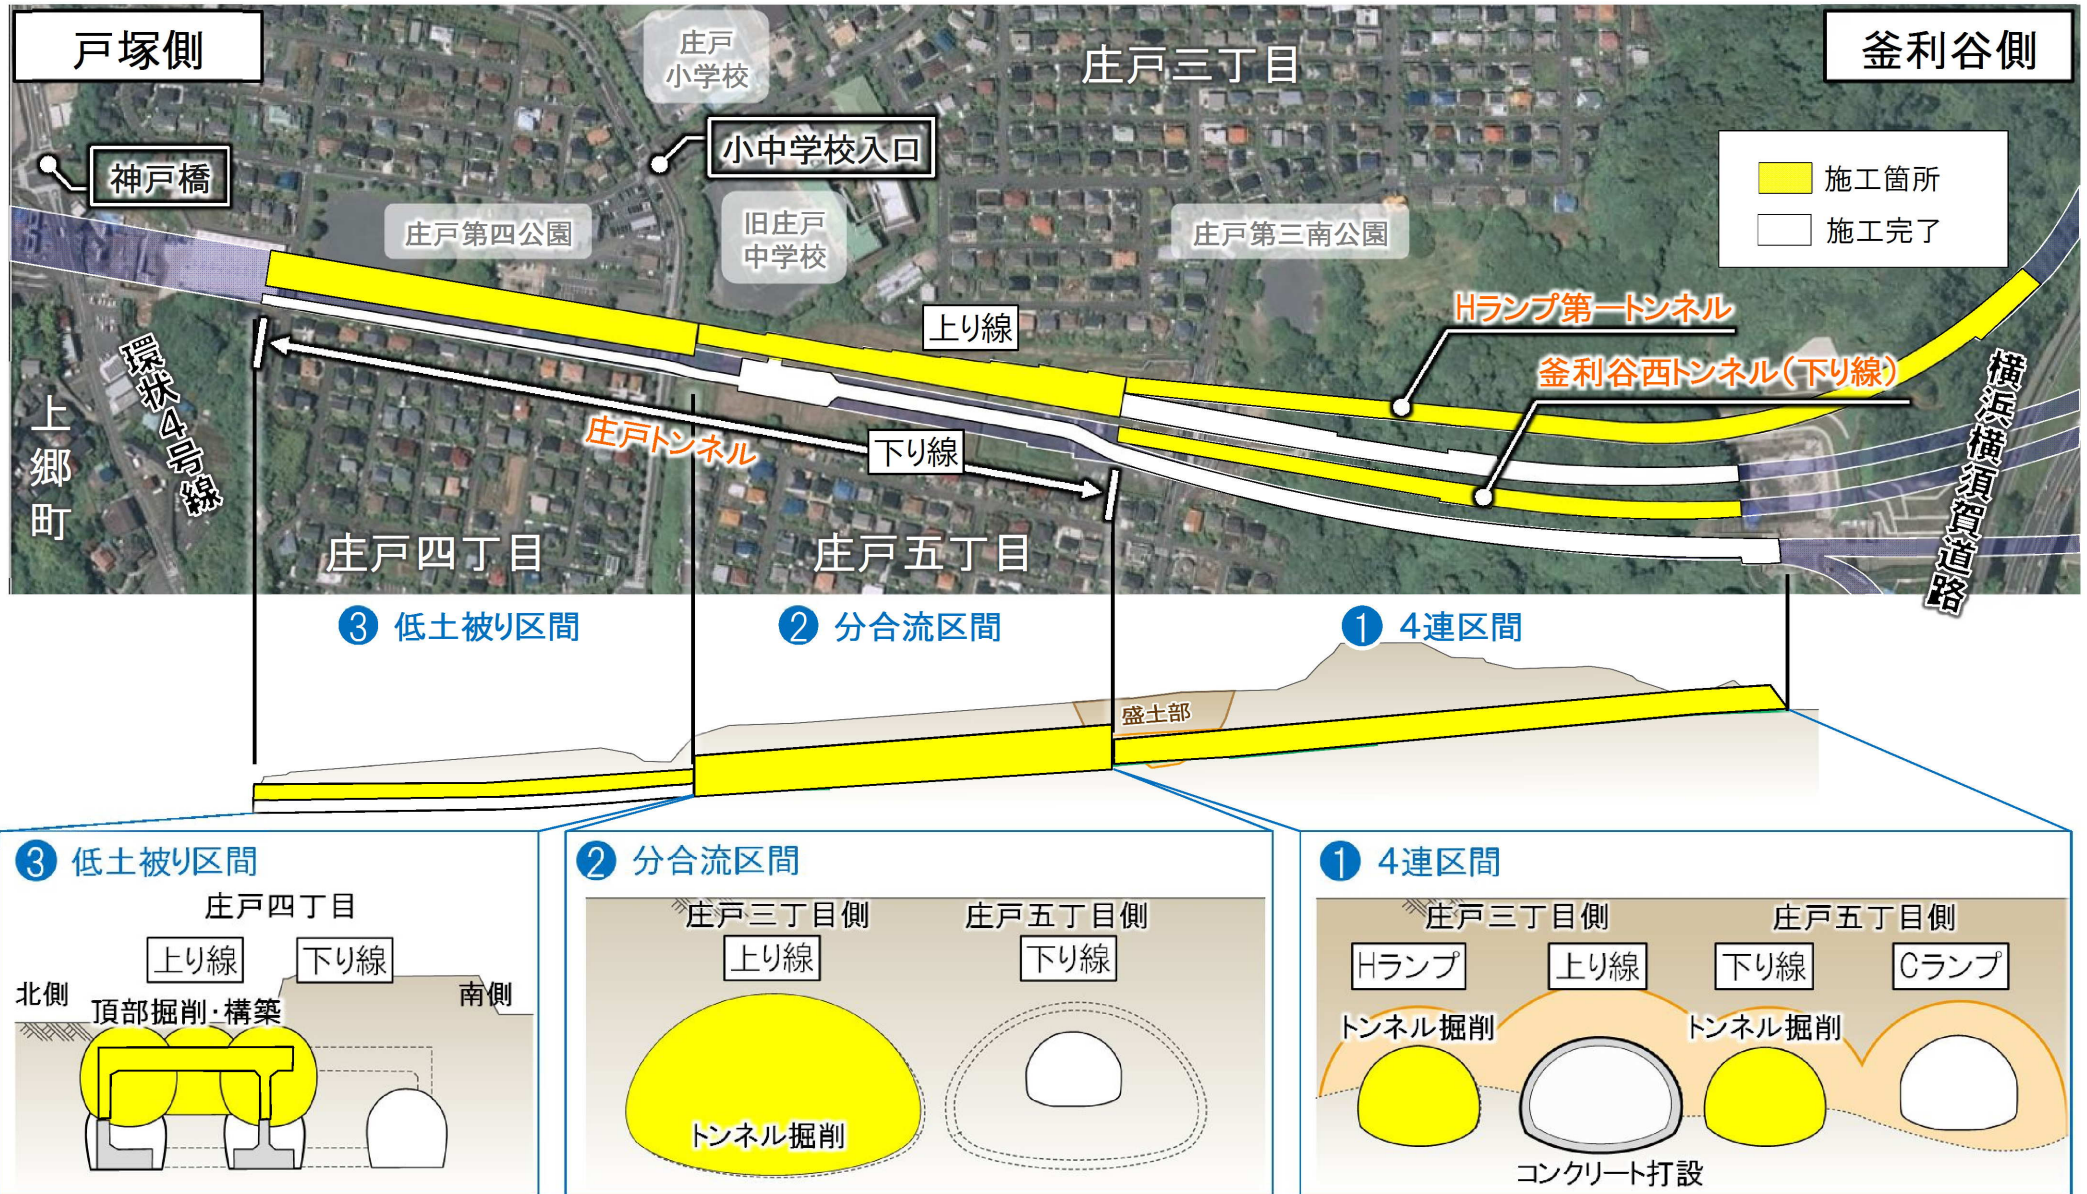 戸塚側
釜利谷側
庄戸
小学校
庄戸三丁目
小中学校入口
神戸橋
施工箇所
施工完了
庄戸第四公園
旧庄戸
中学校
庄戸第三南公園
Hランプ第一トンネル
上り線
釜利谷西トンネル(下り線)
環状4号線
横浜横須賀道路
上郷町
庄戸トンネル
下り線
庄戸四丁目
庄戸五丁目
3 低土被り区間
2 分合流区間
1 4連区間
盛土部
3 低土被り区間
庄戸四丁目
上り線
下り線
北側
南側
頂部掘削・構築
2 分合流区間
庄戸三丁目側
庄戸五丁目側
上り線
下り線
トンネル掘削
1 4連区間
庄戸三丁目側
庄戸五丁目側
Hランプ
上り線
下り線
Cランプ
トンネル掘削
トンネル掘削
コンクリート打設